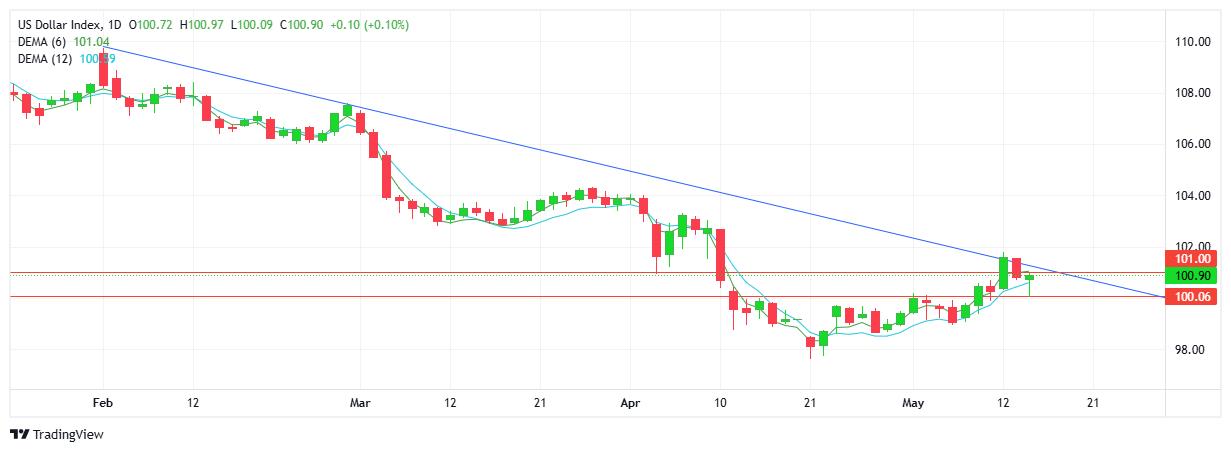 US Dollar Index, 1D O100.72 H100.97 L100.09 C100.90 +0.10 (+0.10%)
DEMA (6) 101.04
DEMA (12) 100.59
110.00
108.00
106.00
104.00
102.00
101.00
100.90
100.06
98.00
Feb 12 Mar 12 21 Apr 10 21 May 12 21
TradingView